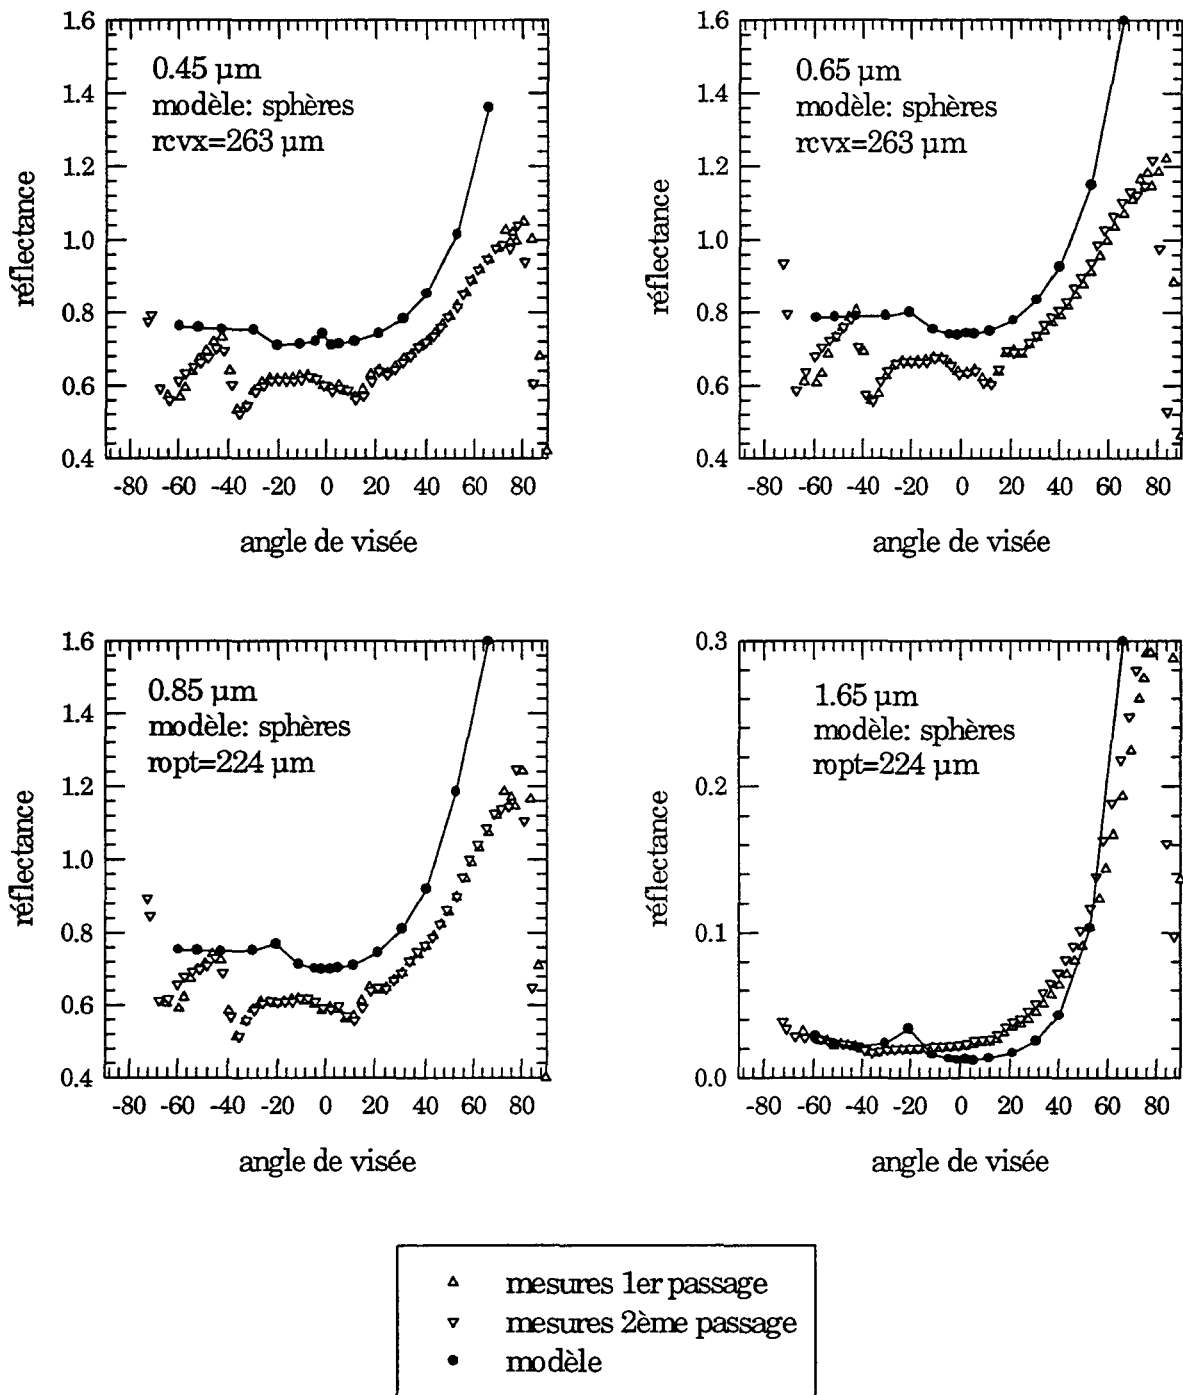 1.6
1.4
1.2
1.0
0.8
0.6
0.4
réflectance
0.45 µm
modèle: sphères
rcvx=263 µm
-80 -60 -40 -20 0 20 40 60 80
angle de visée
1.6
1.4
1.2
1.0
0.8
0.6
0.4
réflectance
0.65 µm
modèle: sphères
rcvx=263 µm
-80 -60 -40 -20 0 20 40 60 80
angle de visée
1.6
1.4
1.2
1.0
0.8
0.6
0.4
réflectance
0.85 µm
modèle: sphères
ropt=224 µm
-80 -60 -40 -20 0 20 40 60 80
angle de visée
0.3
0.2
0.1
0.0
réflectance
1.65 µm
modèle: sphères
ropt=224 µm
-80 -60 -40 -20 0 20 40 60 80
angle de visée
mesures 1er passage
mesures 2ème passage
modèle